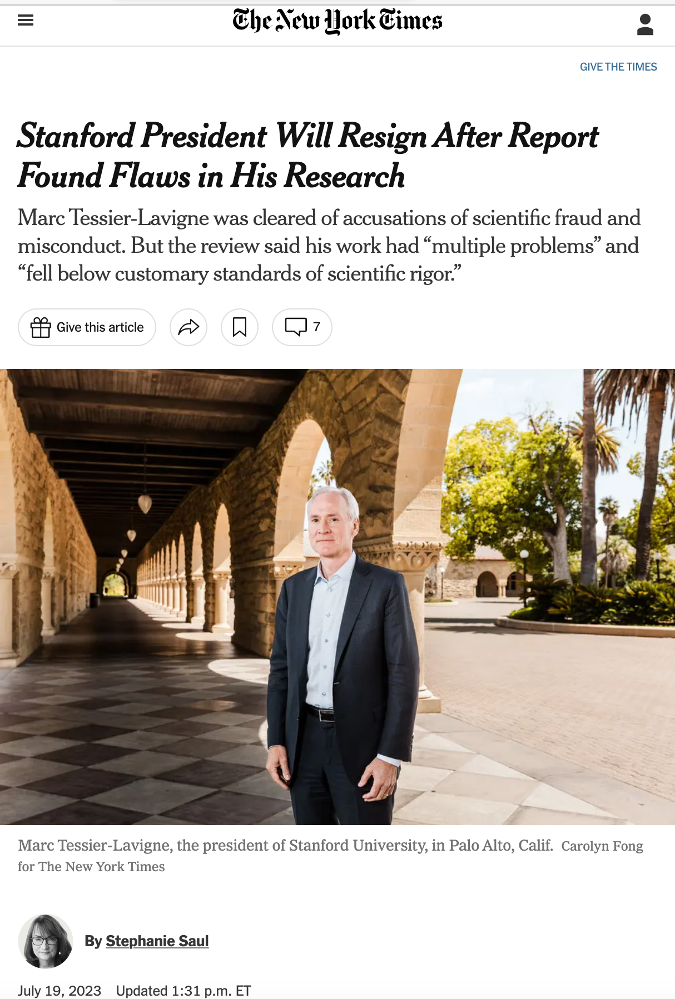 The New York Times
GIVE THE TIMES
Stanford President Will Resign After Report
Found Flaws in His Research
Marc Tessier-Lavigne was cleared of accusations of scientific fraud and
misconduct. But the review said his work had “multiple problems” and
“fell below customary standards of scientific rigor.”
Give this article
7
Marc Tessier-Lavigne, the president of Stanford University, in Palo Alto, Calif. Carolyn Fong
for The New York Times
By Stephanie Saul
July 19, 2023 Updated 1:31 p.m. ET